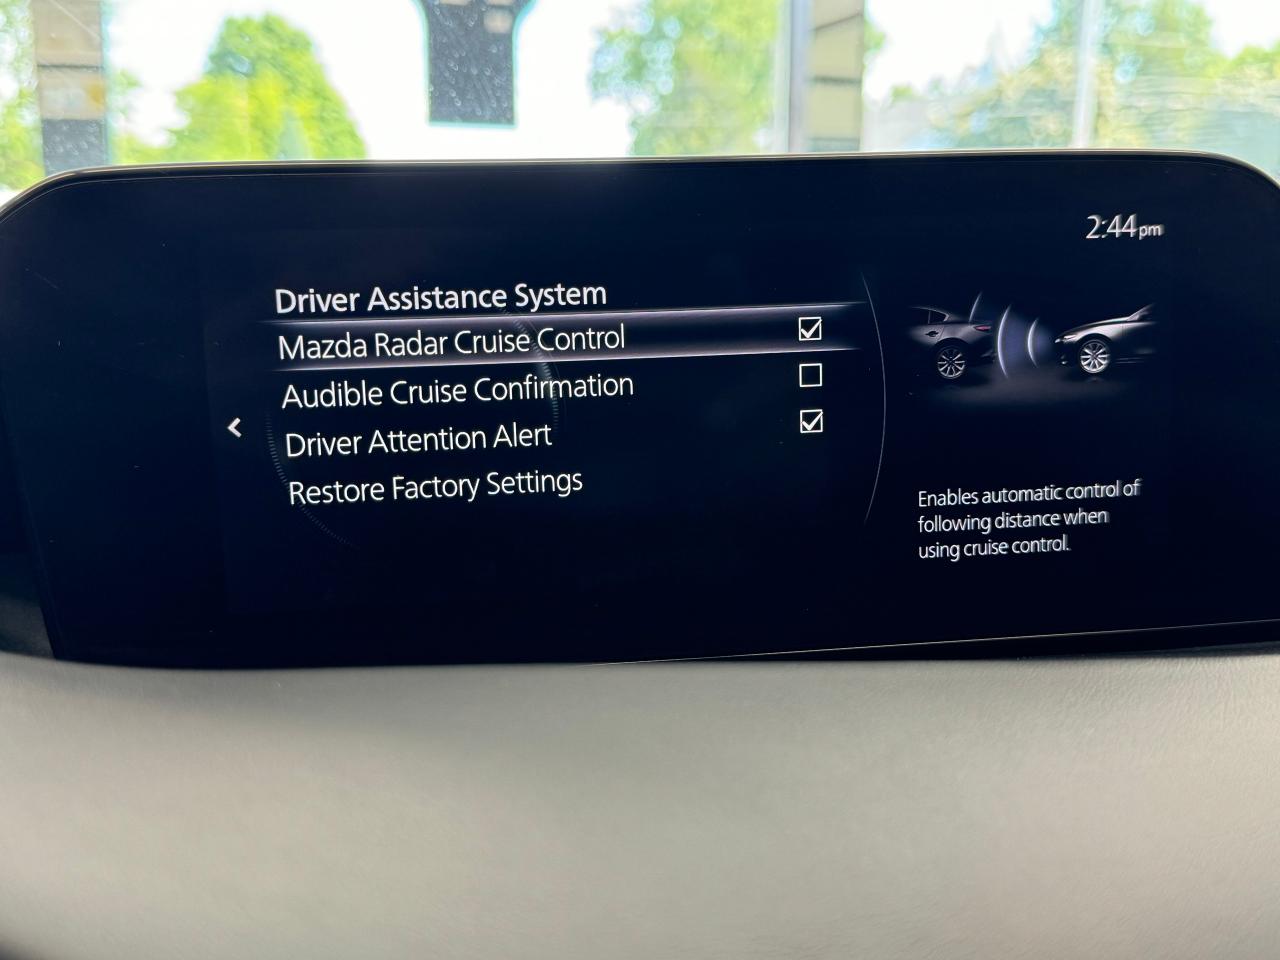 2:44pm
Driver Assistance System
Mazda Radar Cruise Control
Audible Cruise Confirmation
Driver Attention Alert
Restore Factory Settings
Enables automatic control of
following distance when
using cruise control.